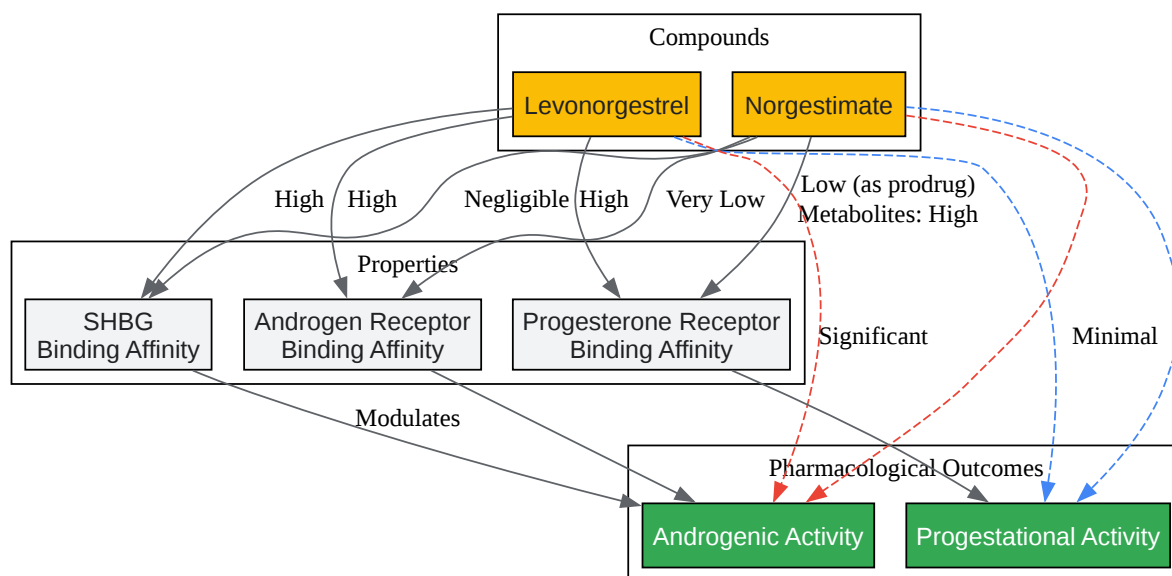 Compounds
Levonorgestrel
Norgestimate
High
High
Negligible
High
Very Low
Low (as prodrug)
Metabolites: High
Properties
SHBG
Binding Affinity
Androgen Receptor
Binding Affinity
Progesterone Receptor
Binding Affinity
Significant
Minimal
Modulates
Pharmacological Outcomes
Androgenic Activity
Progestational Activity